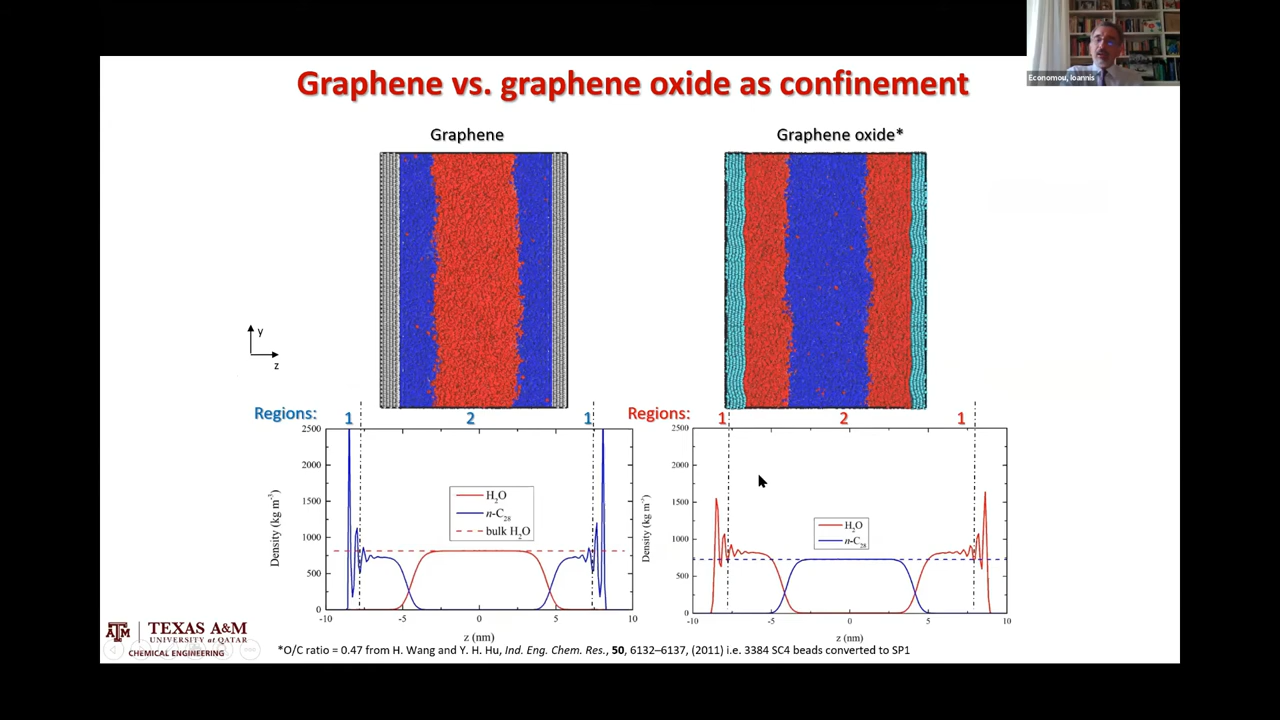 Economou, Ioannis
Graphene vs. graphene oxide as confinement
Graphene
Graphene oxide*
y
z
Regions:
1
2
1
Regions:
1
2
1
2500
2000
1500
1000
500
0
Density (kg m⁻³)
H₂O
n-C₂₈
bulk H₂O
-10
-5
0
5
10
z (nm)
2500
2000
1500
1000
500
0
Density (kg m⁻³)
H₂O
n-C₂₈
-10
-5
0
5
10
z (nm)
ĀTM TEXAS A&M
UNIVERSITY at QATAR
CHEMICAL ENGINEERING
*O/C ratio = 0.47 from H. Wang and Y. H. Hu, Ind. Eng. Chem. Res., 50, 6132–6137, (2011) i.e. 3384 SC4 beads converted to SP1